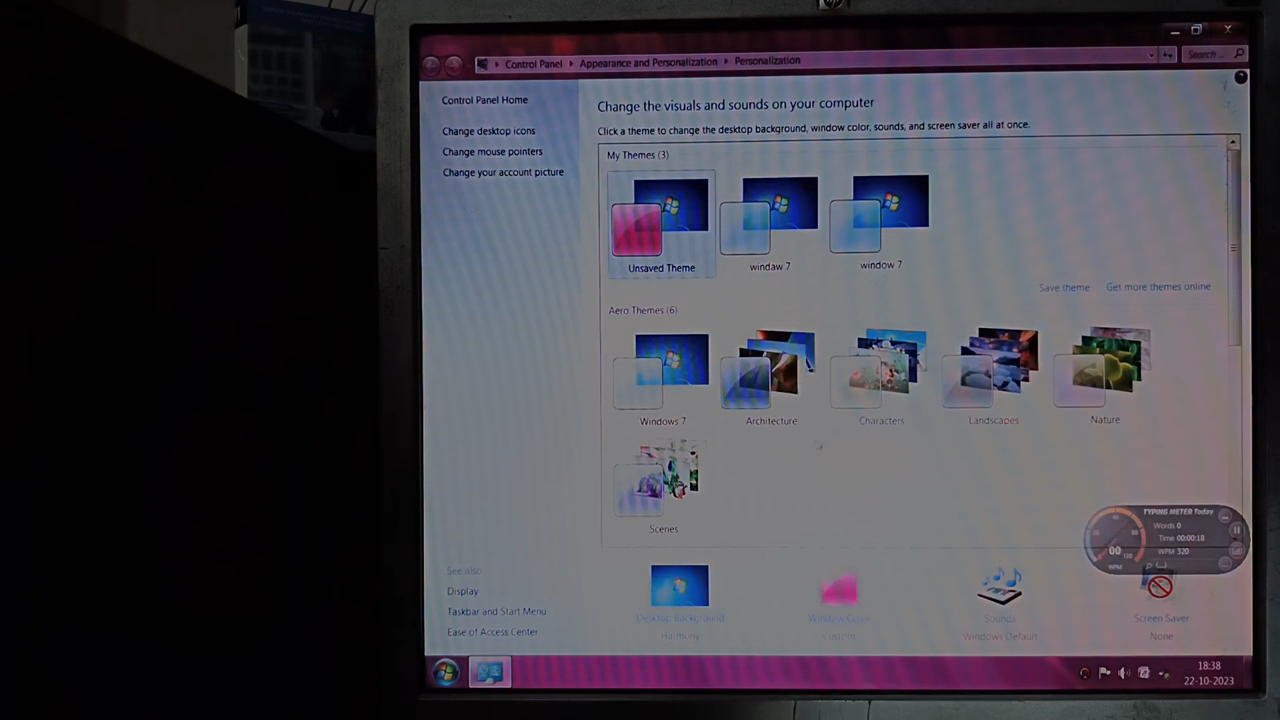 Control Panel Appearance and Personalization Personalization
Search ...
Control Panel Home
Change desktop icons
Change mouse pointers
Change your account picture
Change the visuals and sounds on your computer
Click a theme to change the desktop background, window color, sounds, and screen saver all at once.
My Themes (3)
Unsaved Theme
windaw 7
window 7
Save theme
Get more themes online
Aero Themes (6)
Windows 7
Architecture
Characters
Landscapes
Nature
Scenes
TYPING METER Today
Words 0
Time 00:00:18
WPM 320
00
120
WPM
See also
Display
Taskbar and Start Menu
Ease of Access Center
Desktop Background
Harmony
Window Color
Custom
Sounds
Windows Default
Screen Saver
None
18:38
22-10-2023